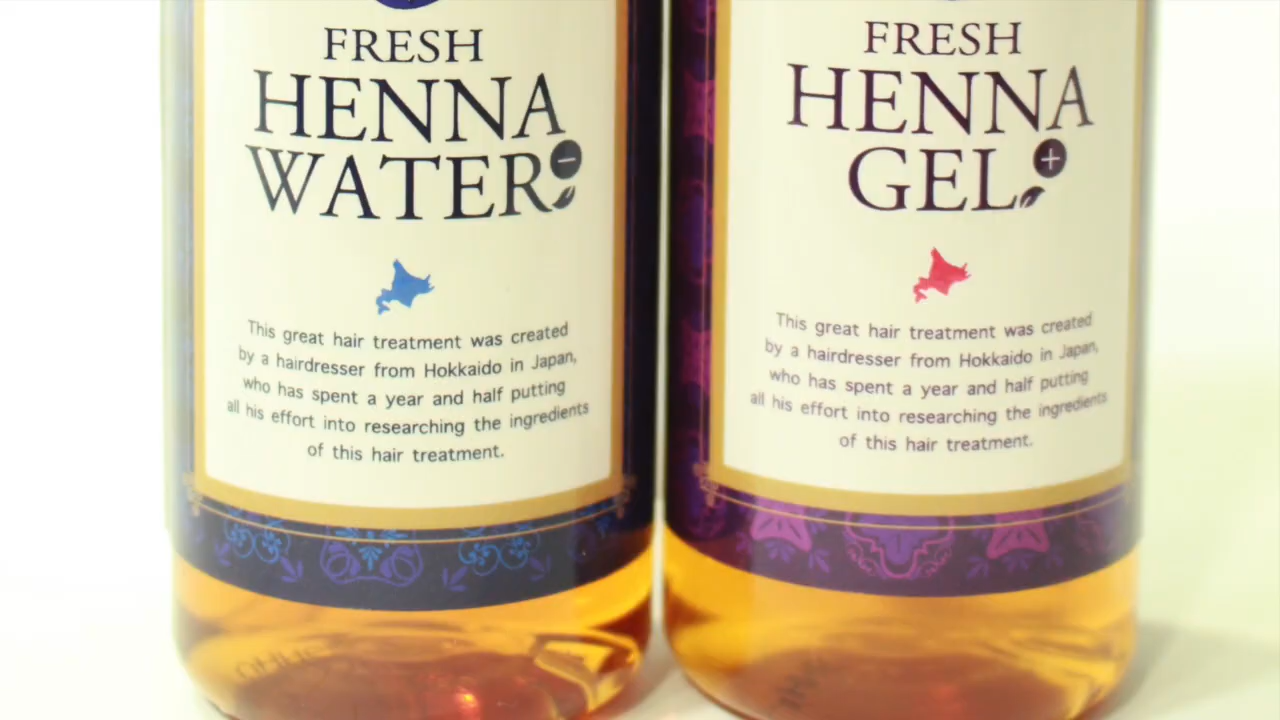 FRESH
HENNA
WATER
This great hair treatment was created
by a hairdresser from Hokkaido in Japan,
who has spent a year and half putting
all his effort into researching the ingredients
of this hair treatment.
FRESH
HENNA
GEL
This great hair treatment was created
by a hairdresser from Hokkaido in Japan,
who has spent a year and half putting
all his effort into researching the ingredients
of this hair treatment.